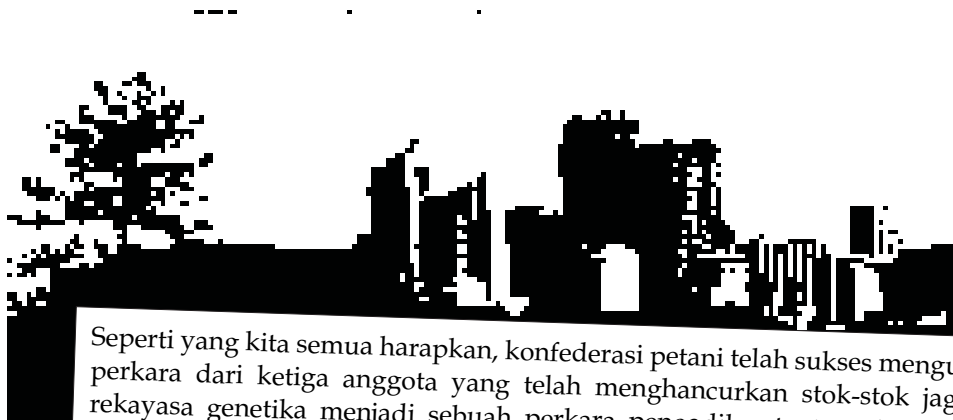 Seperti yang kita semua harapkan, konfederasi petani telah sukses
perkara dari ketiga anggota yang telah menghancurkan stok-stok
rekayasa genetika menjadi sebuah perkara